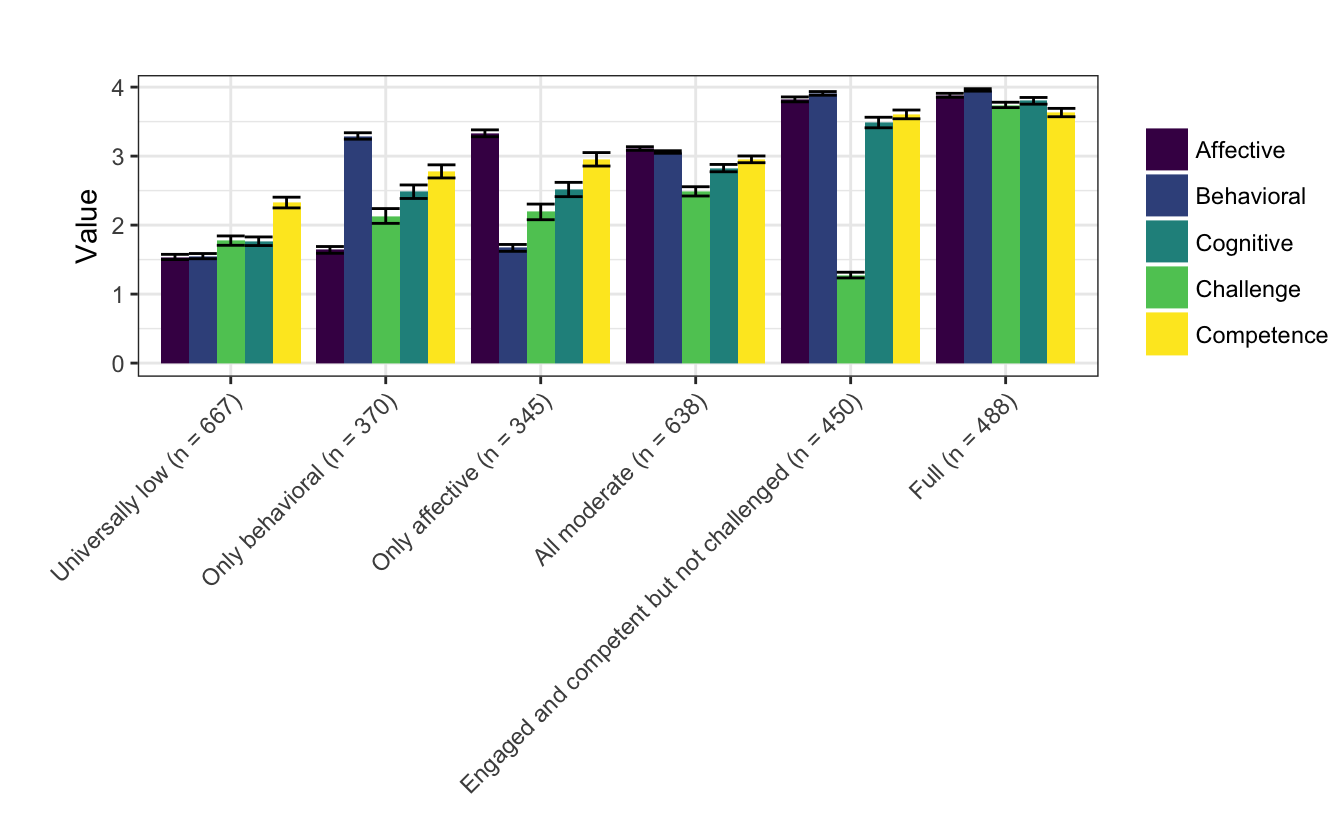 Value
4
3
2
1
0
Universally low (n = 667)
Only behavioral (n = 370)
Only affective (n = 345)
All moderate (n = 638)
Engaged and competent but not challenged (n = 450)
Full (n = 488)
Affective
Behavioral
Cognitive
Challenge
Competence